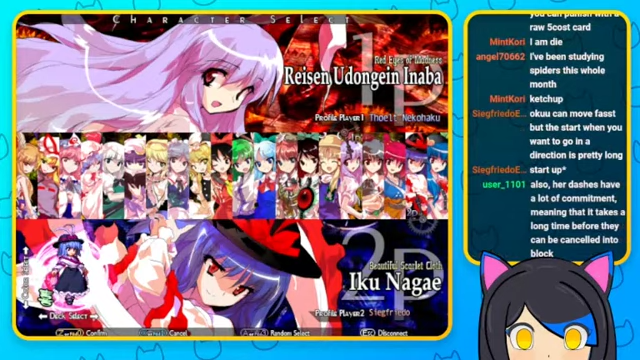 Character Select
1P
Red Eyes of Madness
Reisen Udongein Inaba
Profile Player1 Thoelt Nekohaku
2P
Beautiful Scarlet Cloth
Iku Nagae
Profile Player2 Siegfriedo
Deck Select
Confirm
Cancel
Random Select
Disconnect
you can punish with a
raw 5cost card
MintKori I am die
angel70662 I've been studying
spiders this whole
month
MintKori ketchup
SiegfriedoE... okuu can move fasst
but the start when you
want to go in a
direction is pretty long
SiegfriedoE... start up*
user_1101 also, her dashes have
a lot of commitment,
meaning that it takes a
long time before they
can be cancelled into
block